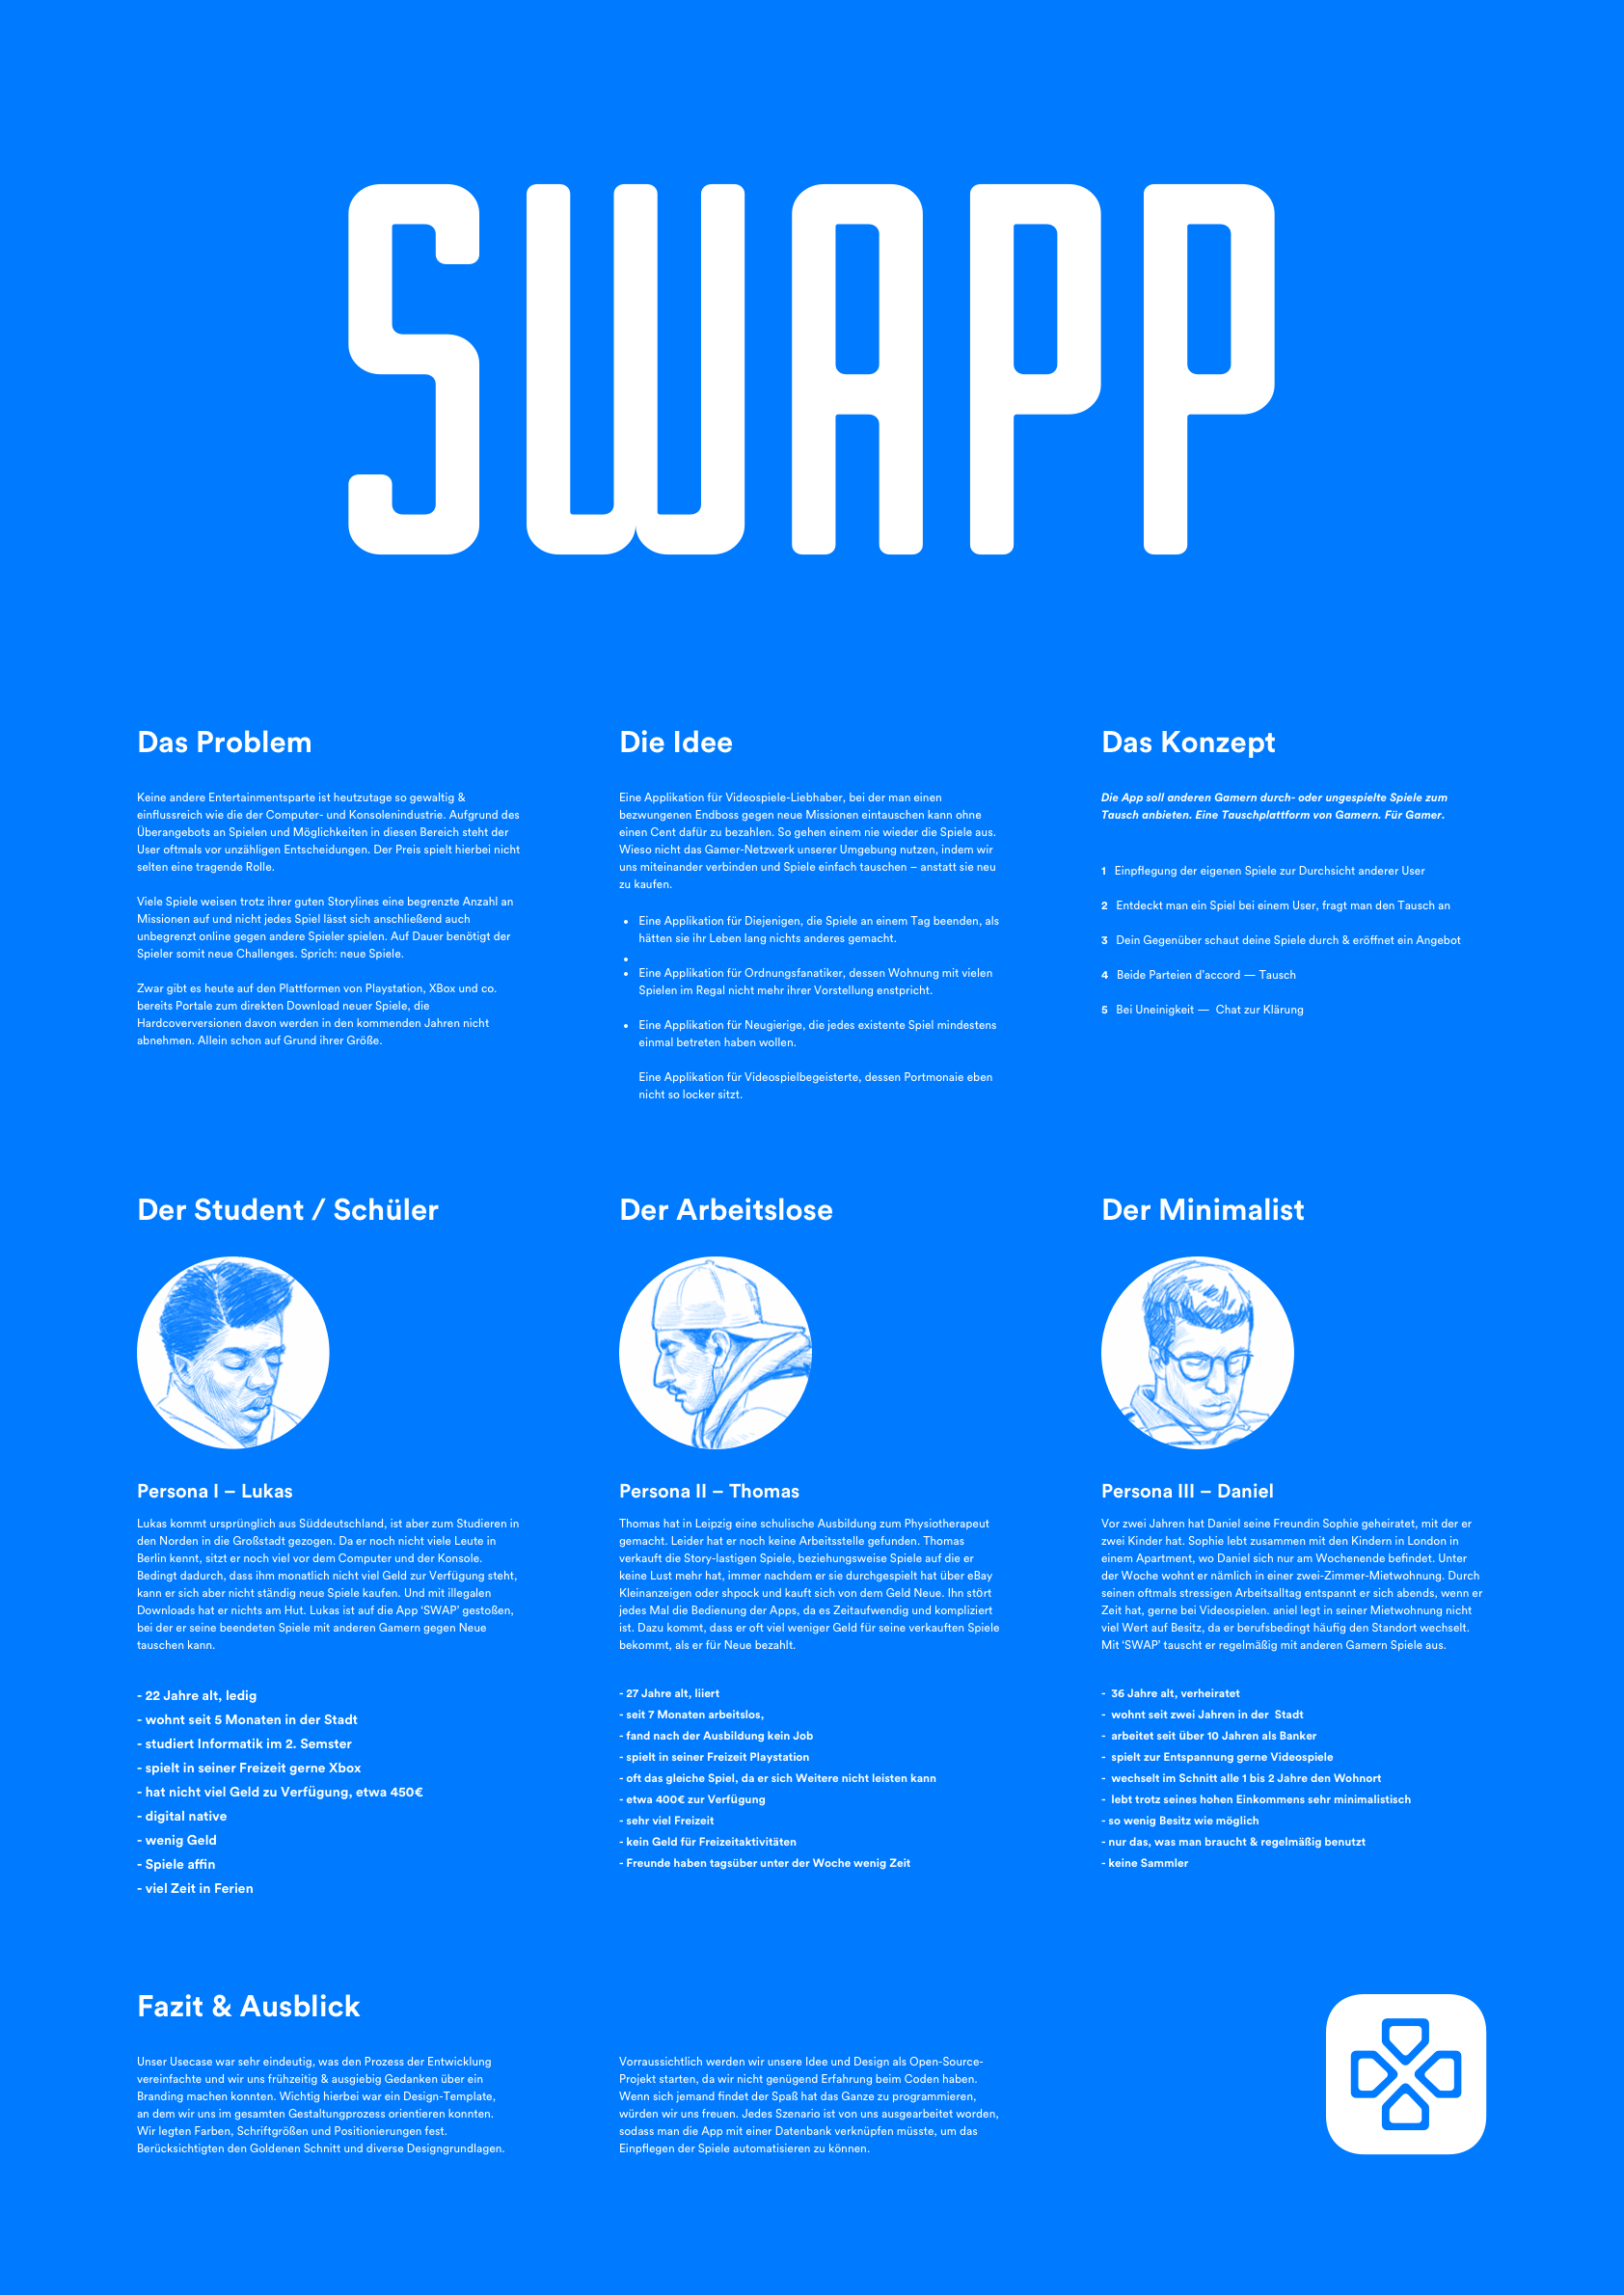 SWAPP
Das Problem
Keine andere Entertainmentsparte ist heutzutage so gewaltig &
einflussreich wie die der Computer- und Konsolenindustrie. Aufgrund des
Überangebots an Spielen und Möglichkeiten in diesen Bereich steht der
User oftmals vor unzähligen Entscheidungen. Der Preis spielt hierbei nicht
selten eine tragende Rolle.
Viele Spiele weisen trotz ihrer guten Storylines eine begrenzte Anzahl an
Missionen auf und nicht jedes Spiel lässt sich anschließend auch
unbegrenzt online gegen andere Spieler spielen. Auf Dauer benötigt der
Spieler somit neue Challenges. Sprich: neue Spiele.
Zwar gibt es heute auf den Plattformen von Playstation, XBox und co.
bereits Portale zum direkten Download neuer Spiele, die
Hardcoverversionen davon werden in den kommenden Jahren nicht
abnehmen. Allein schon auf Grund ihrer Größe.
Die Idee
Eine Applikation für Videospiele-Liebhaber, bei der man einen
bezwungenen Endboss gegen neue Missionen eintauschen kann ohne
einen Cent dafür zu bezahlen. So gehen einem nie wieder die Spiele aus.
Wieso nicht das Gamer-Netzwerk unserer Umgebung nutzen, indem wir
uns miteinander verbinden und Spiele einfach tauschen – anstatt sie neu
zu kaufen.
• Eine Applikation für Diejenigen, die Spiele an einem Tag beenden, als
hätten sie ihr Leben lang nichts anderes gemacht.
•
• Eine Applikation für Ordnungsfanatiker, dessen Wohnung mit vielen
Spielen im Regal nicht mehr ihrer Vorstellung enstpricht.
• Eine Applikation für Neugierige, die jedes existente Spiel mindestens
einmal betreten haben wollen.
Eine Applikation für Videospielbegeisterte, dessen Portmonaie eben
nicht so locker sitzt.
Das Konzept
Die App soll anderen Gamern durch- oder ungespielte Spiele zum
Tausch anbieten. Eine Tauschplattform von Gamern. Für Gamer.
1 Einpflegung der eigenen Spiele zur Durchsicht anderer User
2 Entdeckt man ein Spiel bei einem User, fragt man den Tausch an
3 Dein Gegenüber schaut deine Spiele durch & eröffnet ein Angebot
4 Beide Parteien d'accord — Tausch
5 Bei Uneinigkeit — Chat zur Klärung
Der Student / Schüler
Persona I – Lukas
Lukas kommt ursprünglich aus Süddeutschland, ist aber zum Studieren in
den Norden in die Großstadt gezogen. Da er noch nicht viele Leute in
Berlin kennt, sitzt er noch viel vor dem Computer und der Konsole.
Bedingt dadurch, dass ihm monatlich nicht viel Geld zur Verfügung steht,
kann er sich aber nicht ständig neue Spiele kaufen. Und mit illegalen
Downloads hat er nichts am Hut. Lukas ist auf die App ‘SWAP’ gestoßen,
bei der er seine beendeten Spiele mit anderen Gamern gegen Neue
tauschen kann.
- 22 Jahre alt, ledig
- wohnt seit 5 Monaten in der Stadt
- studiert Informatik im 2. Semster
- spielt in seiner Freizeit gerne Xbox
- hat nicht viel Geld zu Verfügung, etwa 450€
- digital native
- wenig Geld
- Spiele affin
- viel Zeit in Ferien
Der Arbeitslose
Persona II – Thomas
Thomas hat in Leipzig eine schulische Ausbildung zum Physiotherapeut
gemacht. Leider hat er noch keine Arbeitsstelle gefunden. Thomas
verkauft die Story-lastigen Spiele, beziehungsweise Spiele auf die er
keine Lust mehr hat, immer nachdem er sie durchgespielt hat über eBay
Kleinanzeigen oder shpock und kauft sich von dem Geld Neue. Ihn stört
jedes Mal die Bedienung der Apps, da es Zeitaufwendig und kompliziert
ist. Dazu kommt, dass er oft viel weniger Geld für seine verkauften Spiele
bekommt, als er für Neue bezahlt.
- 27 Jahre alt, liiert
- seit 7 Monaten arbeitslos,
- fand nach der Ausbildung kein Job
- spielt in seiner Freizeit Playstation
- oft das gleiche Spiel, da er sich Weitere nicht leisten kann
- etwa 400€ zur Verfügung
- sehr viel Freizeit
- kein Geld für Freizeitaktivitäten
- Freunde haben tagsüber unter der Woche wenig Zeit
Der Minimalist
Persona III – Daniel
Vor zwei Jahren hat Daniel seine Freundin Sophie geheiratet, mit der er
zwei Kinder hat. Sophie lebt zusammen mit den Kindern in London in
einem Apartment, wo Daniel sich nur am Wochenende befindet. Unter
der Woche wohnt er nämlich in einer zwei-Zimmer-Mietwohnung. Durch
seinen oftmals stressigen Arbeitsalltag entspannt er sich abends, wenn er
Zeit hat, gerne bei Videospielen. aniel legt in seiner Mietwohnung nicht
viel Wert auf Besitz, da er berufsbedingt häufig den Standort wechselt.
Mit ‘SWAP’ tauscht er regelmäßig mit anderen Gamern Spiele aus.
- 36 Jahre alt, verheiratet
- wohnt seit zwei Jahren in der Stadt
- arbeitet seit über 10 Jahren als Banker
- spielt zur Entspannung gerne Videospiele
- wechselt im Schnitt alle 1 bis 2 Jahre den Wohnort
- lebt trotz seines hohen Einkommens sehr minimalistisch
- so wenig Besitz wie möglich
- nur das, was man braucht & regelmäßig benutzt
- keine Sammler
Fazit & Ausblick
Unser Usecase war sehr eindeutig, was den Prozess der Entwicklung
vereinfachte und wir uns frühzeitig & ausgiebig Gedanken über ein
Branding machen konnten. Wichtig hierbei war ein Design-Template,
an dem wir uns im gesamten Gestaltungprozess orientieren konnten.
Wir legten Farben, Schriftgrößen und Positionierungen fest.
Berücksichtigten den Goldenen Schnitt und diverse Designgrundlagen.
Vorraussichtlich werden wir unsere Idee und Design als Open-Source-
Projekt starten, da wir nicht genügend Erfahrung beim Coden haben.
Wenn sich jemand findet der Spaß hat das Ganze zu programmieren,
würden wir uns freuen. Jedes Szenario ist von uns ausgearbeitet worden,
sodass man die App mit einer Datenbank verknüpfen müsste, um das
Einpflegen der Spiele automatisieren zu können.